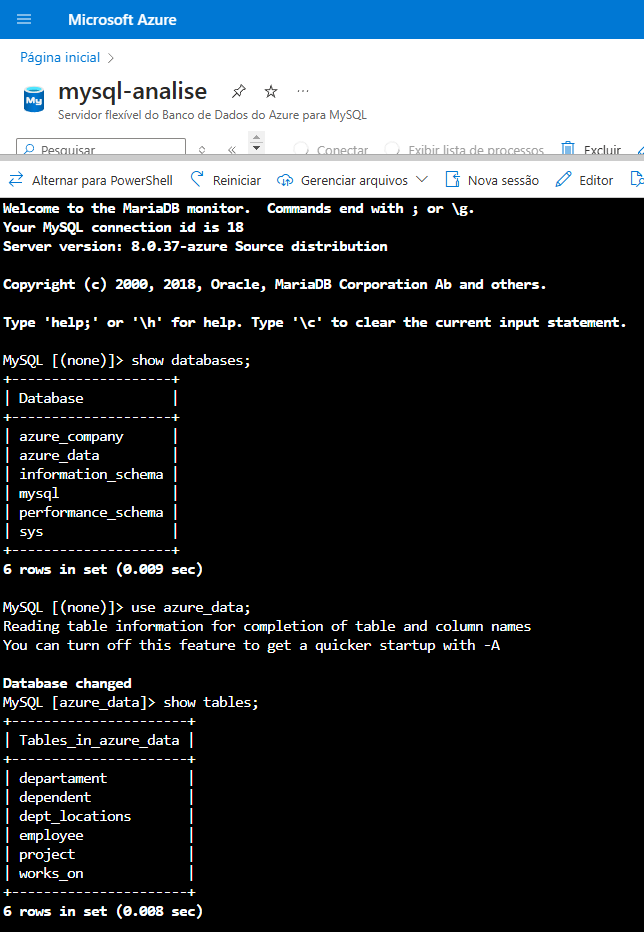 Microsoft Azure
Página inicial >
mysql-analise
My
Servidor flexível do Banco de Dados do Azure para MySQL
Pesquisar
«
Conectar
Exibir lista de processos
Excluir
Alternar para PowerShell
Reiniciar
Gerenciar arquivos
Nova sessão
Editor
Welcome to the MariaDB monitor.  Commands end with ; or \g.
Your MySQL connection id is 18
Server version: 8.0.37-azure Source distribution
Copyright (c) 2000, 2018, Oracle, MariaDB Corporation Ab and others.
Type 'help;' or '\h' for help. Type '\c' to clear the current input statement.
MySQL [(none)]> show databases;
+--------------------+
| Database           |
+--------------------+
| azure_company      |
| azure_data         |
| information_schema |
| mysql              |
| performance_schema |
| sys                |
+--------------------+
6 rows in set (0.009 sec)
MySQL [(none)]> use azure_data;
Reading table information for completion of table and column names
You can turn off this feature to get a quicker startup with -A
Database changed
MySQL [azure_data]> show tables;
+----------------------+
| Tables_in_azure_data |
+----------------------+
| departament          |
| dependent            |
| dept_locations       |
| employee             |
| project              |
| works_on             |
+----------------------+
6 rows in set (0.008 sec)